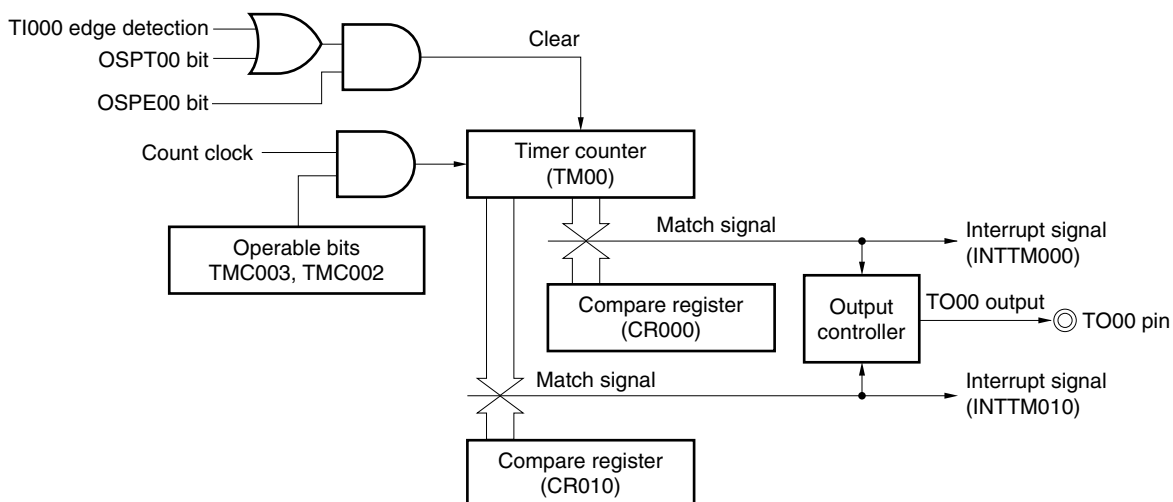 TI000 edge detection
OSPT00 bit
OSPE00 bit
Clear
Count clock
Timer counter
(TM00)
Operable bits
TMC003, TMC002
Match signal
Interrupt signal
(INTTM000)
Compare register
(CR000)
Output
controller
TO00 output
TO00 pin
Match signal
Interrupt signal
(INTTM010)
Compare register
(CR010)